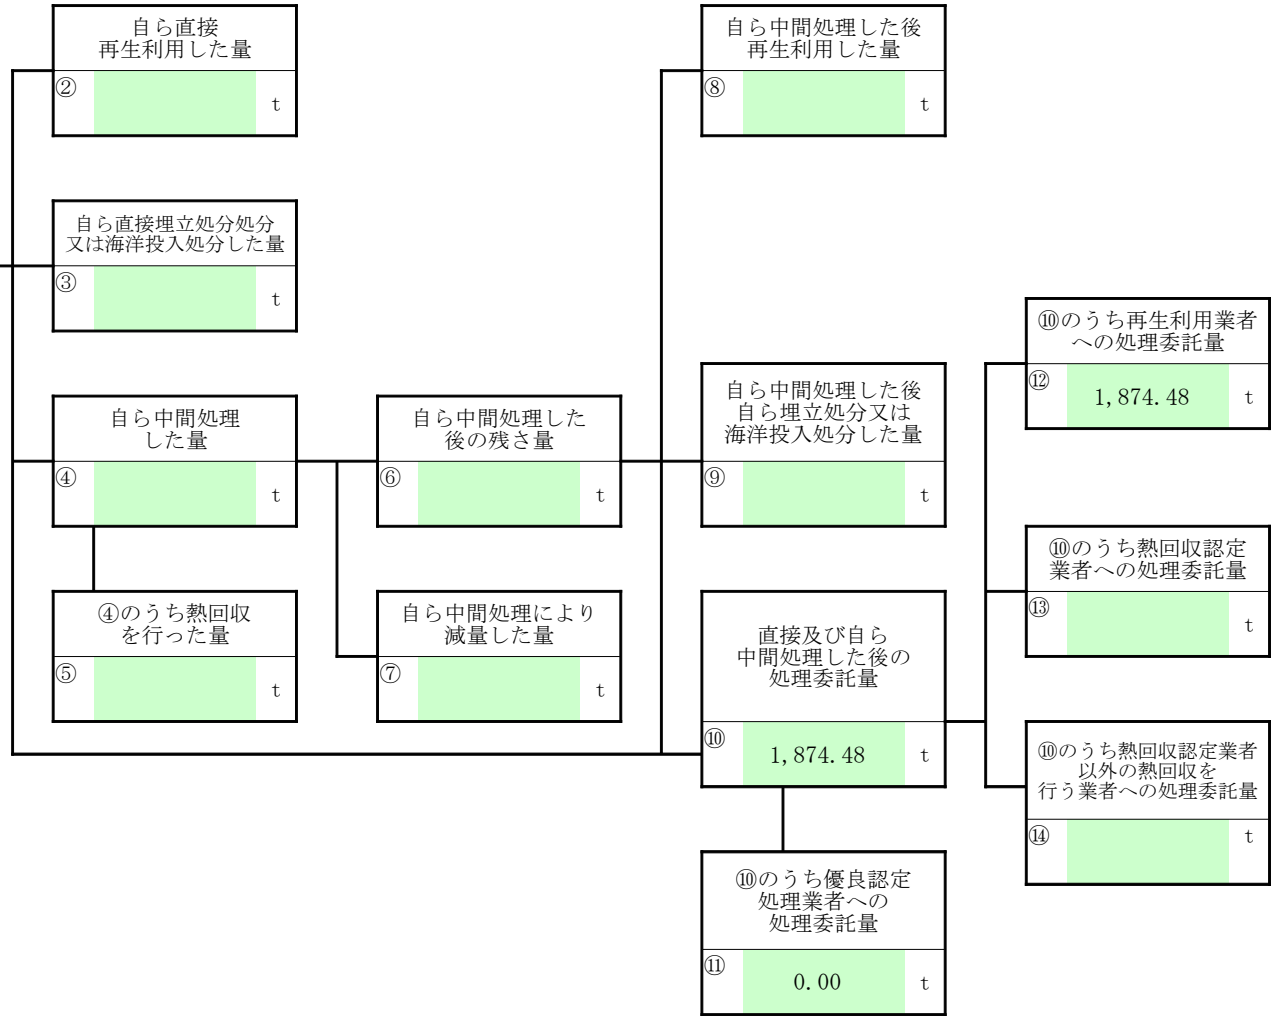 自ら直接
再生利用した量
②
t
自ら中間処理した後
再生利用した量
⑧
t
自ら直接埋立処分処分
又は海洋投入処分した量
③
t
⑩のうち再生利用業者
への処理委託量
⑫
1,874.48
t
自ら中間処理
した量
④
t
自ら中間処理した
後の残さ量
⑥
t
自ら中間処理した後
自ら埋立処分又は
海洋投入処分した量
⑨
t
⑩のうち熱回収認定
業者への処理委託量
⑬
t
④のうち熱回収
を行った量
⑤
t
自ら中間処理により
減量した量
⑦
t
直接及び自ら
中間処理した後の
処理委託量
⑩
1,874.48
t
⑩のうち熱回収認定業者
以外の熱回収を
行う業者への処理委託量
⑭
t
⑩のうち優良認定
処理業者への
処理委託量
⑪
0.00
t